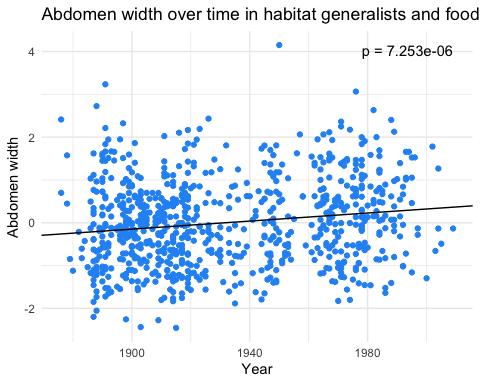 Abdomen width over time in habitat generalists and food
p = 7.253e-06
4
2
0
-2
Abdomen width
1900
1940
1980
Year